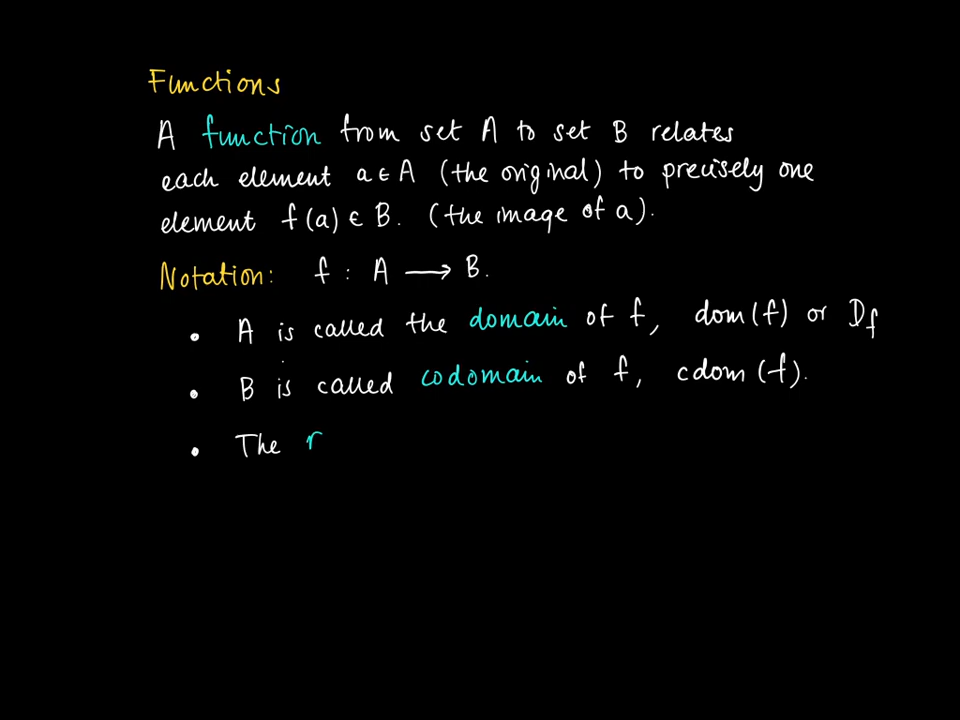 Functions
A function from set A to set B relates
each element a ∈ A (the original) to precisely one
element f(a) ∈ B. (the image of a).
Notation: f : A ⟶ B.
• A is called the domain of f, dom(f) or D_f
• B is called codomain of f, cdom(f).
• The r